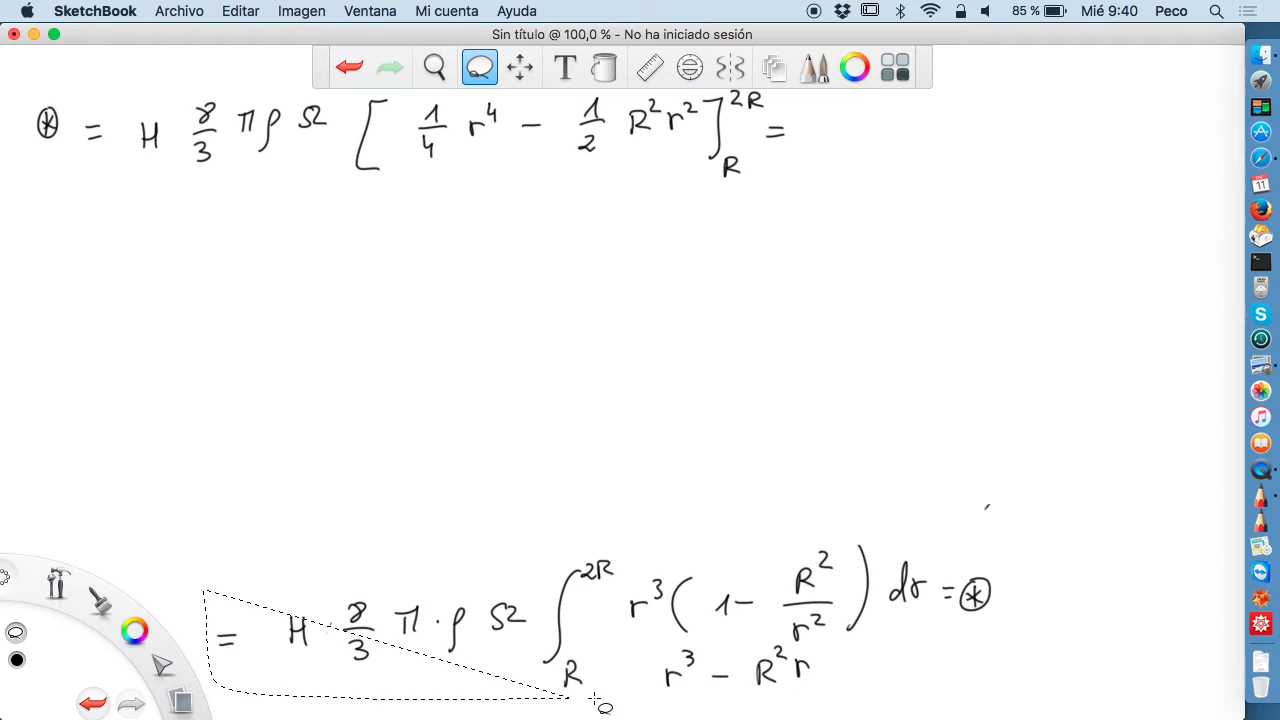 SketchBook Archivo Editar Imagen Ventana Mi cuenta Ayuda 85 % Mié 9:40 Peco
Sin título @ 100,0 % - No ha iniciado sesión
T
⊛ = H 8/3 π ρ Ω [ 1/4 r⁴ − 1/2 R² r² ]_R^2R =
11
S
= H 8/3 π · ρ Ω ∫_R^2R r³ ( 1 − R²/r² ) dr = ⊛
r³ − R² r